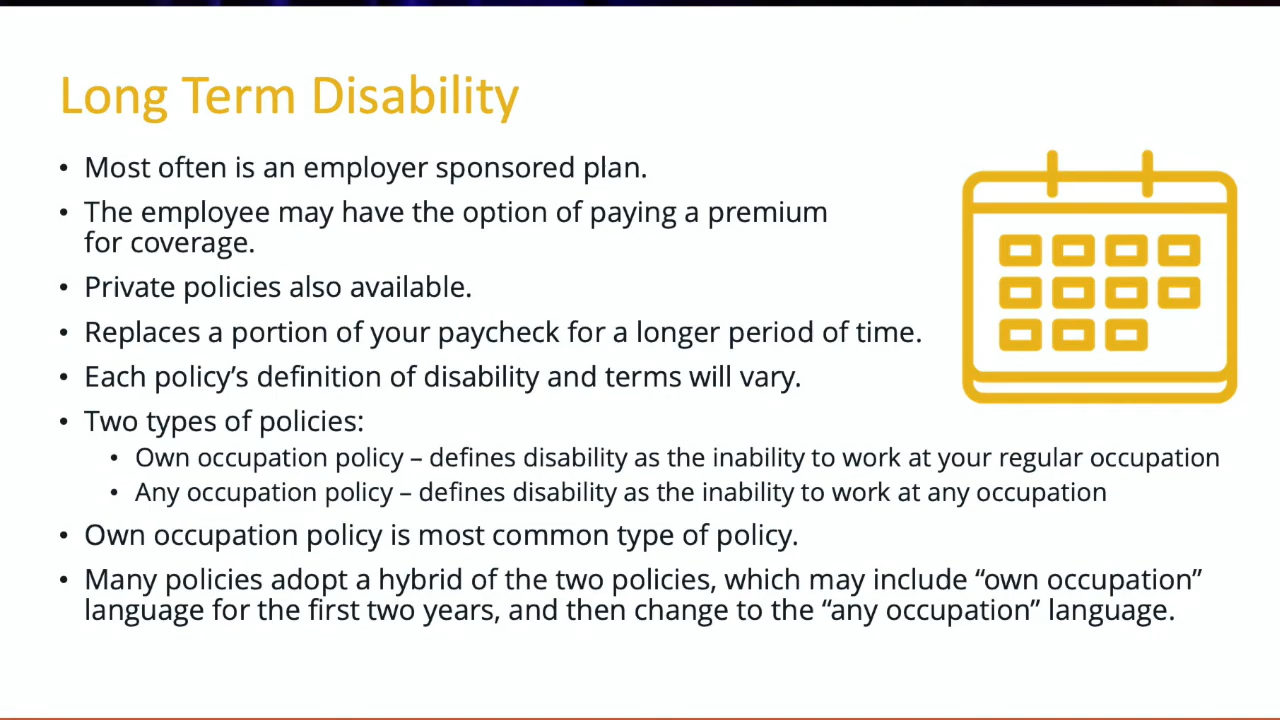 Long Term Disability
• Most often is an employer sponsored plan.
• The employee may have the option of paying a premium
for coverage.
• Private policies also available.
• Replaces a portion of your paycheck for a longer period of time.
• Each policy’s definition of disability and terms will vary.
• Two types of policies:
• Own occupation policy – defines disability as the inability to work at your regular occupation
• Any occupation policy – defines disability as the inability to work at any occupation
• Own occupation policy is most common type of policy.
• Many policies adopt a hybrid of the two policies, which may include “own occupation”
language for the first two years, and then change to the “any occupation” language.